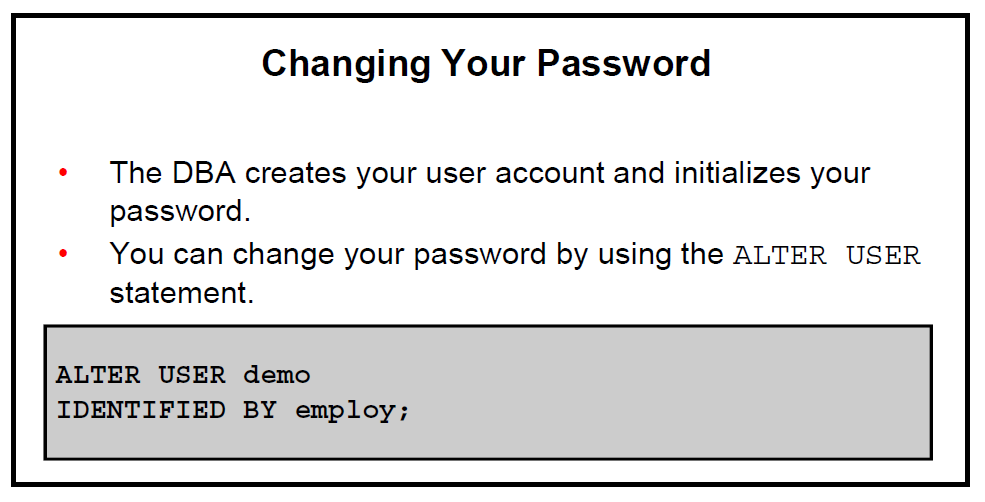 Changing Your Password
• The DBA creates your user account and initializes your
password.
• You can change your password by using the ALTER USER
statement.
ALTER USER demo
IDENTIFIED BY employ;